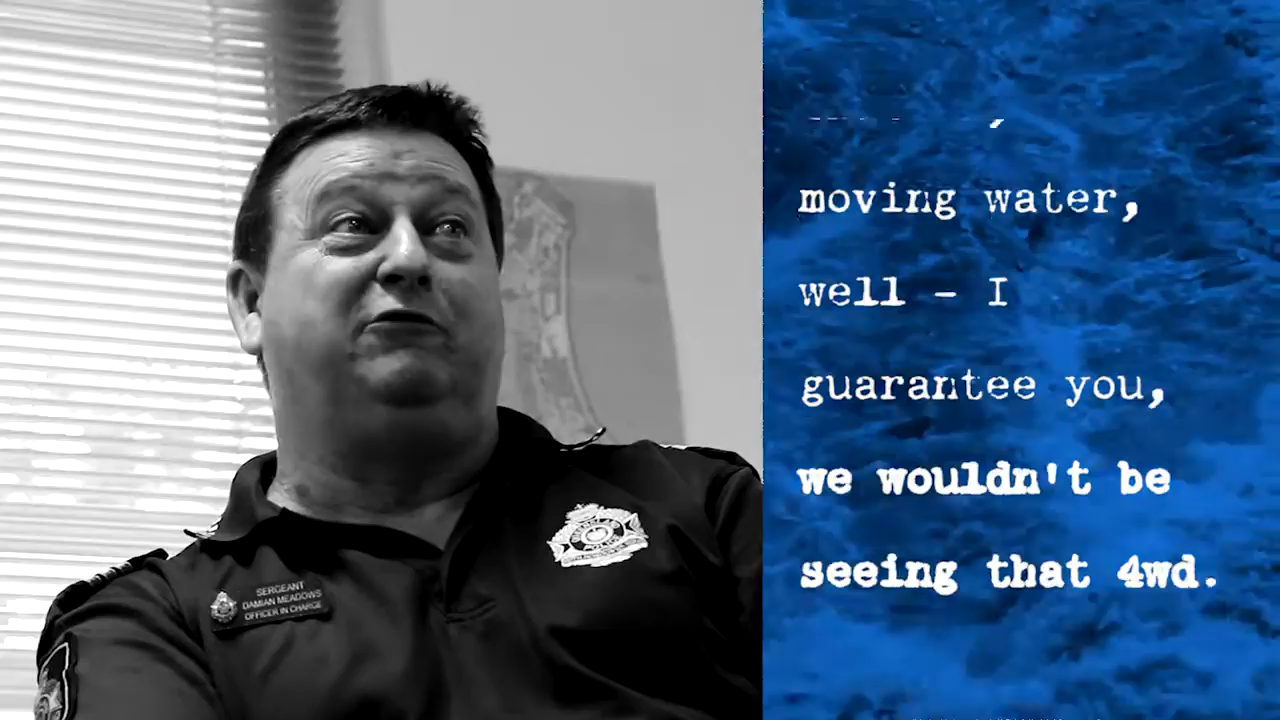 moving water,
well - I
guarantee you,
we wouldn't be
seeing that 4wd.
SERGEANT
DAMIAN MEADOWS
OFFICER IN CHARGE